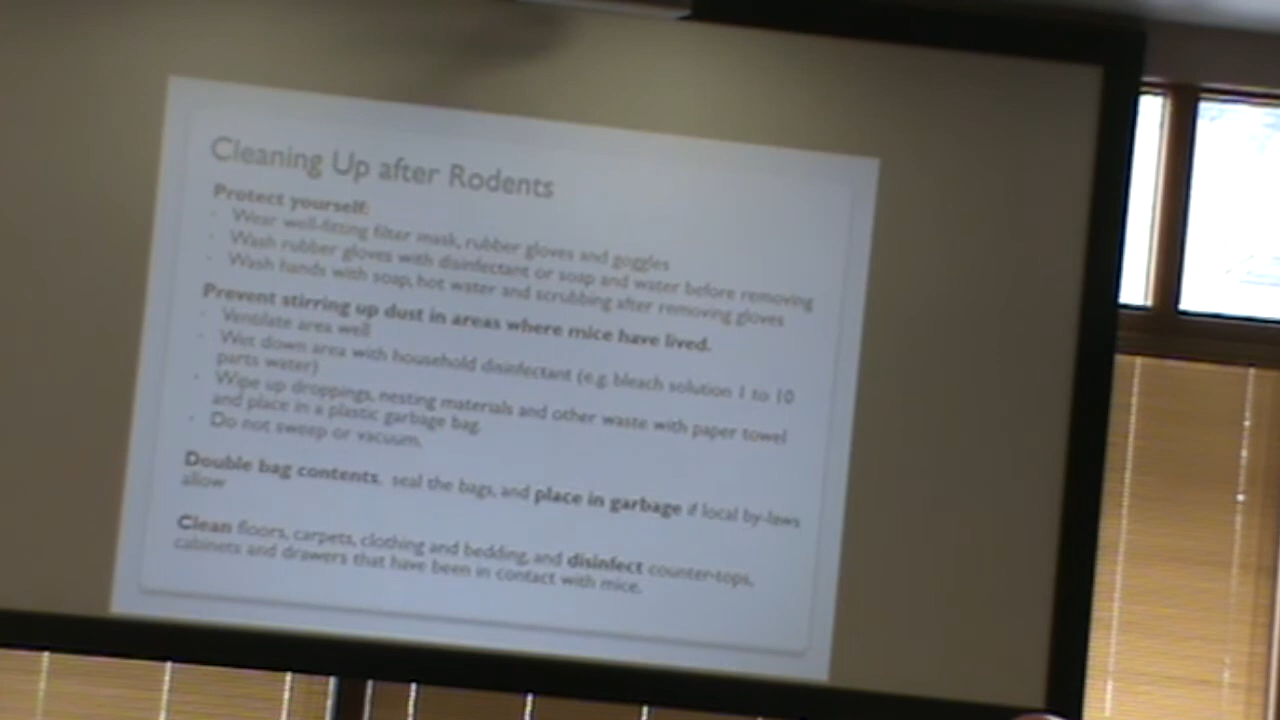 Cleaning Up after Rodents
Protect yourself:
· Wear well-fitting filter mask, rubber gloves and goggles
· Wash rubber gloves with disinfectant or soap and water before removing
· Wash hands with soap, hot water and scrubbing after removing gloves
Prevent stirring up dust in areas where mice have lived.
· Ventilate area well
· Wet down area with household disinfectant (e.g. bleach solution 1 to 10
parts water)
· Wipe up droppings, nesting materials and other waste with paper towel
and place in a plastic garbage bag.
· Do not sweep or vacuum.
Double bag contents, seal the bags, and place in garbage if local by-laws
allow
Clean floors, carpets, clothing and bedding, and disinfect counter-tops,
cabinets and drawers that have been in contact with mice.